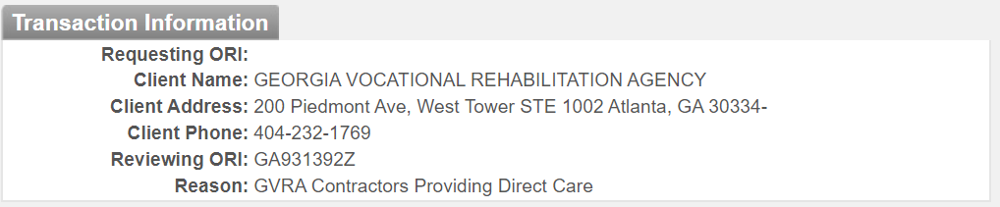 Transaction Information
Requesting ORI:
Client Name: GEORGIA VOCATIONAL REHABILITATION AGENCY
Client Address: 200 Piedmont Ave, West Tower STE 1002 Atlanta, GA 30334-
Client Phone: 404-232-1769
Reviewing ORI: GA931392Z
Reason: GVRA Contractors Providing Direct Care